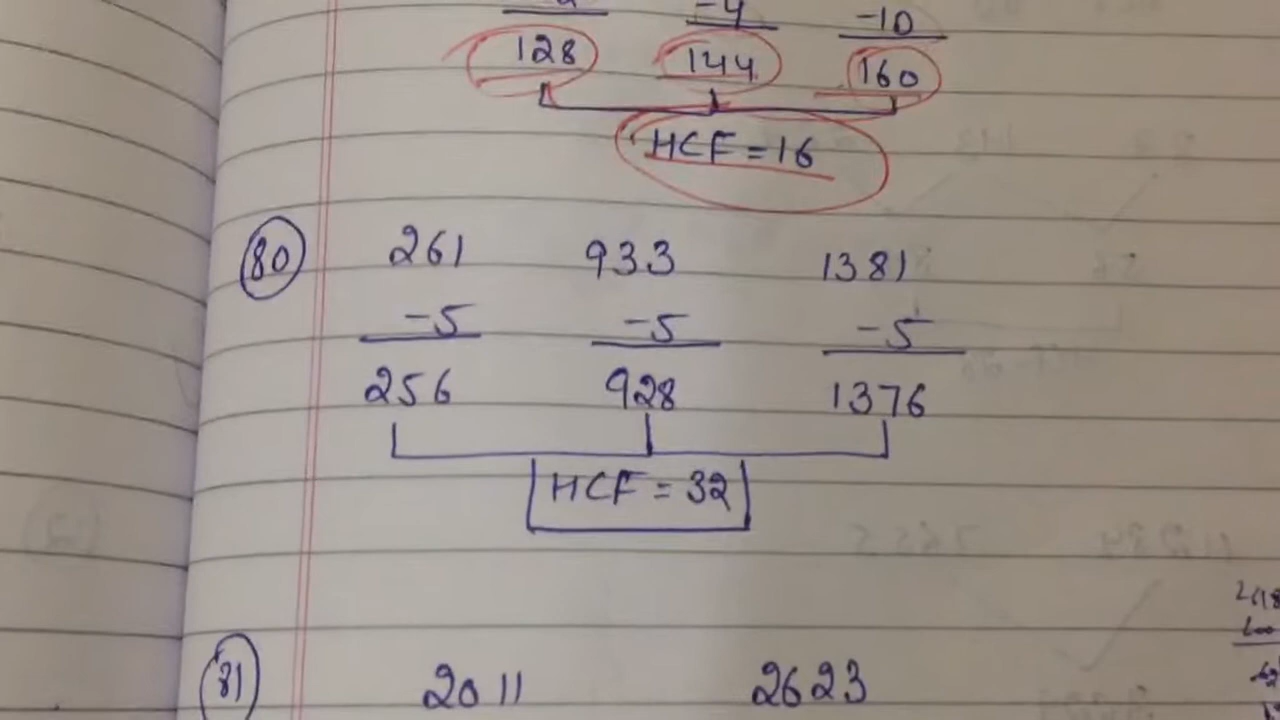 -4 -10
128 144 160
HCF = 16
80 261 933 1381
-5 -5 -5
256 928 1376
HCF = 32
81 2011 2623